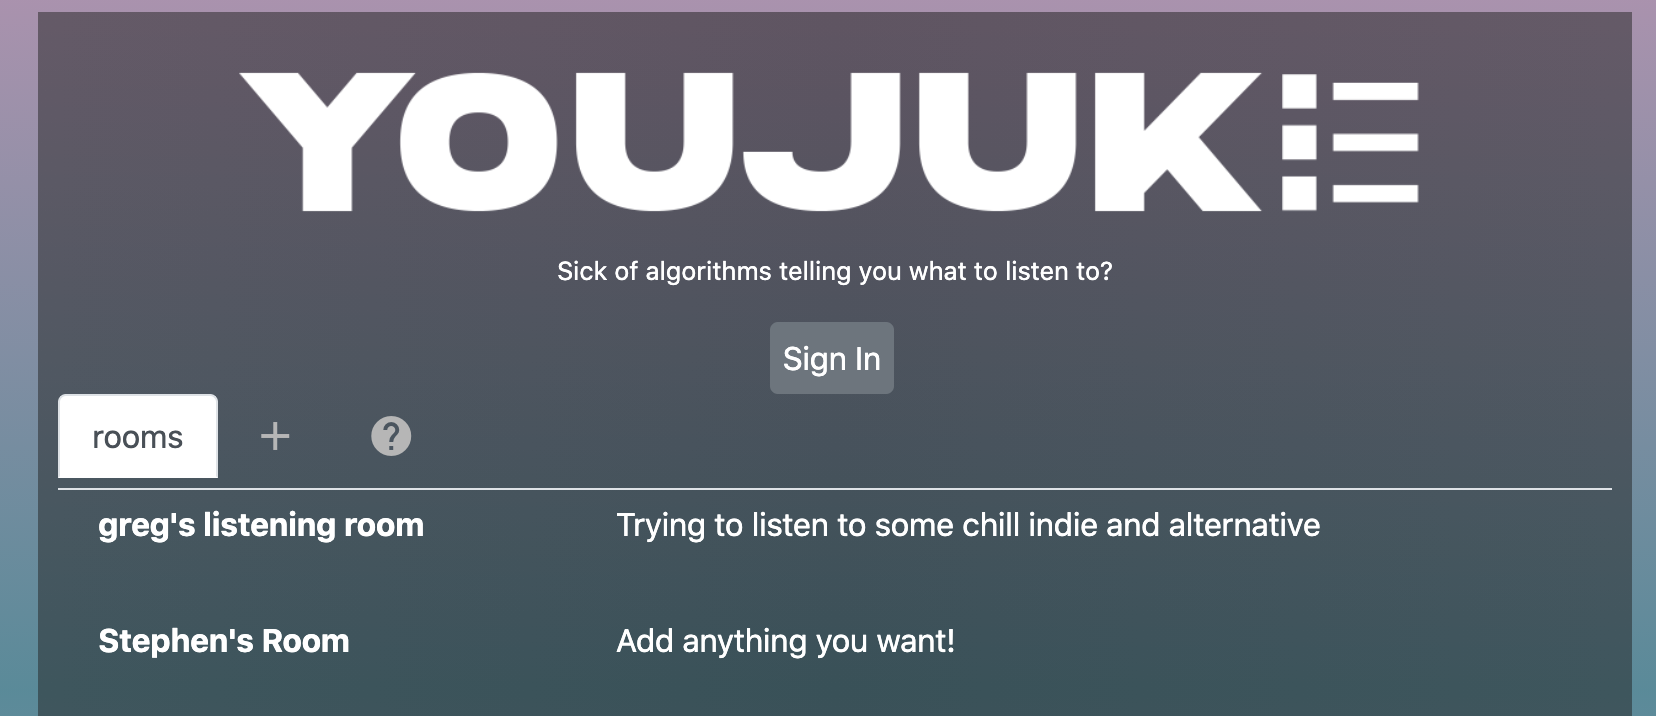 YOUJUKE
Sick of algorithms telling you what to listen to?
Sign In
rooms + ?
greg's listening room Trying to listen to some chill indie and alternative
Stephen's Room Add anything you want!